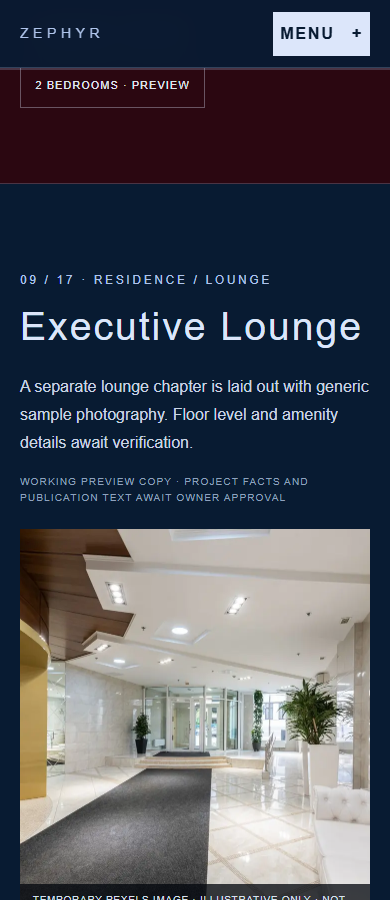 ZEPHYR
MENU +
2 BEDROOMS · PREVIEW
09 / 17 · RESIDENCE / LOUNGE
Executive Lounge
A separate lounge chapter is laid out with generic
sample photography. Floor level and amenity
details await verification.
WORKING PREVIEW COPY · PROJECT FACTS AND
PUBLICATION TEXT AWAIT OWNER APPROVAL
TEMPORARY PEXELS IMAGE · ILLUSTRATIVE ONLY · NOT